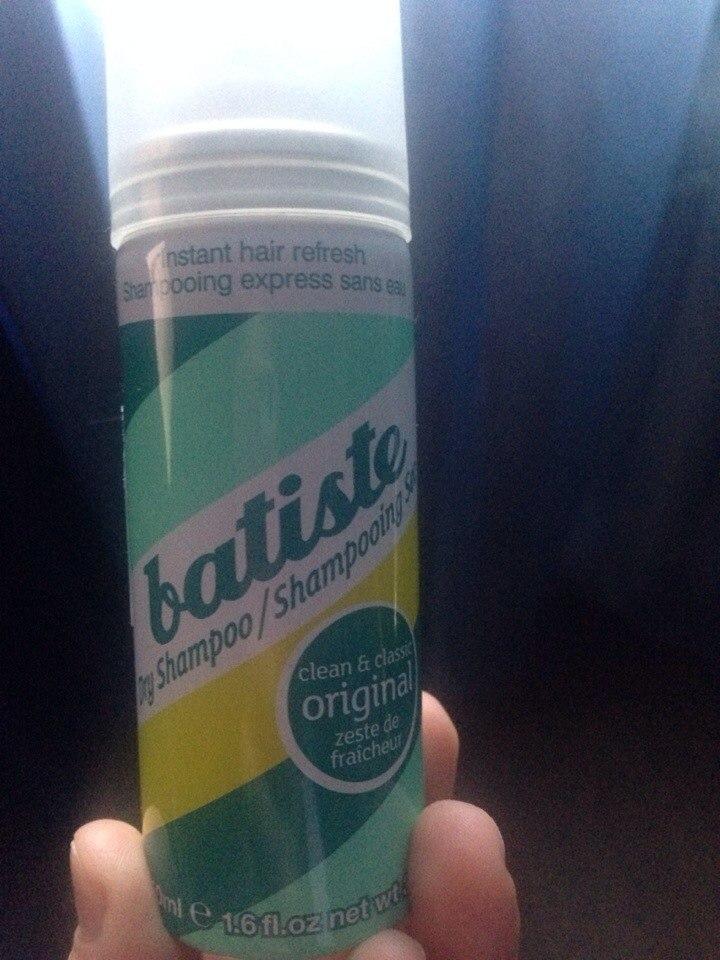 Instant hair refresh
Shampooing express sans eau
batiste
Dry Shampoo / Shampooing
clean & classic
original
zeste de
fraîcheur
ml e 1.6 fl.oz net wt.